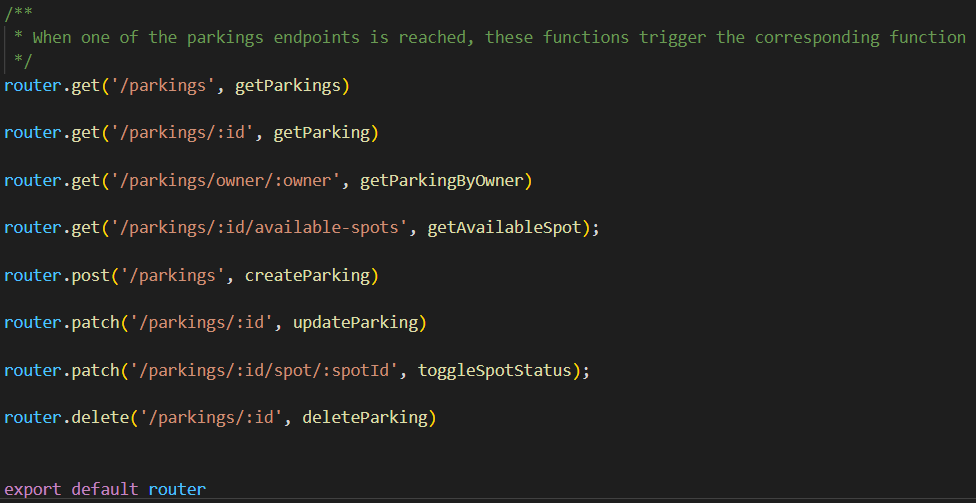 /**
 * When one of the parkings endpoints is reached, these functions trigger the corresponding function
 */
router.get('/parkings', getParkings)
router.get('/parkings/:id', getParking)
router.get('/parkings/owner/:owner', getParkingByOwner)
router.get('/parkings/:id/available-spots', getAvailableSpot);
router.post('/parkings', createParking)
router.patch('/parkings/:id', updateParking)
router.patch('/parkings/:id/spot/:spotId', toggleSpotStatus);
router.delete('/parkings/:id', deleteParking)
export default router